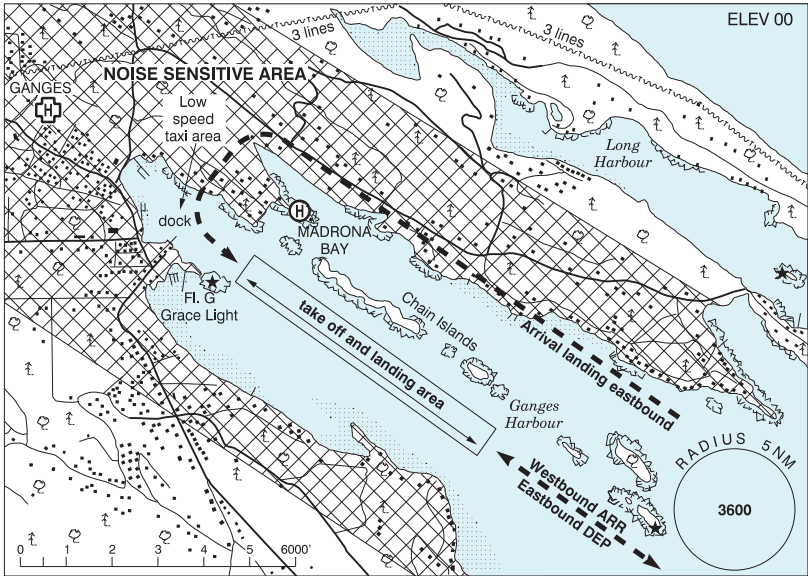 3 lines
3 lines
ELEV 00
NOISE SENSITIVE AREA
GANGES
H
Low
speed
taxi area
Long
Harbour
dock
H
MADRONA
BAY
Fl. G
Grace Light
take off and landing area
Chain Islands
Arrival landing eastbound
Ganges
Harbour
Westbound ARR
Eastbound DEP
RADIUS 5 NM
3600
0 1 2 3 4 5 6000'